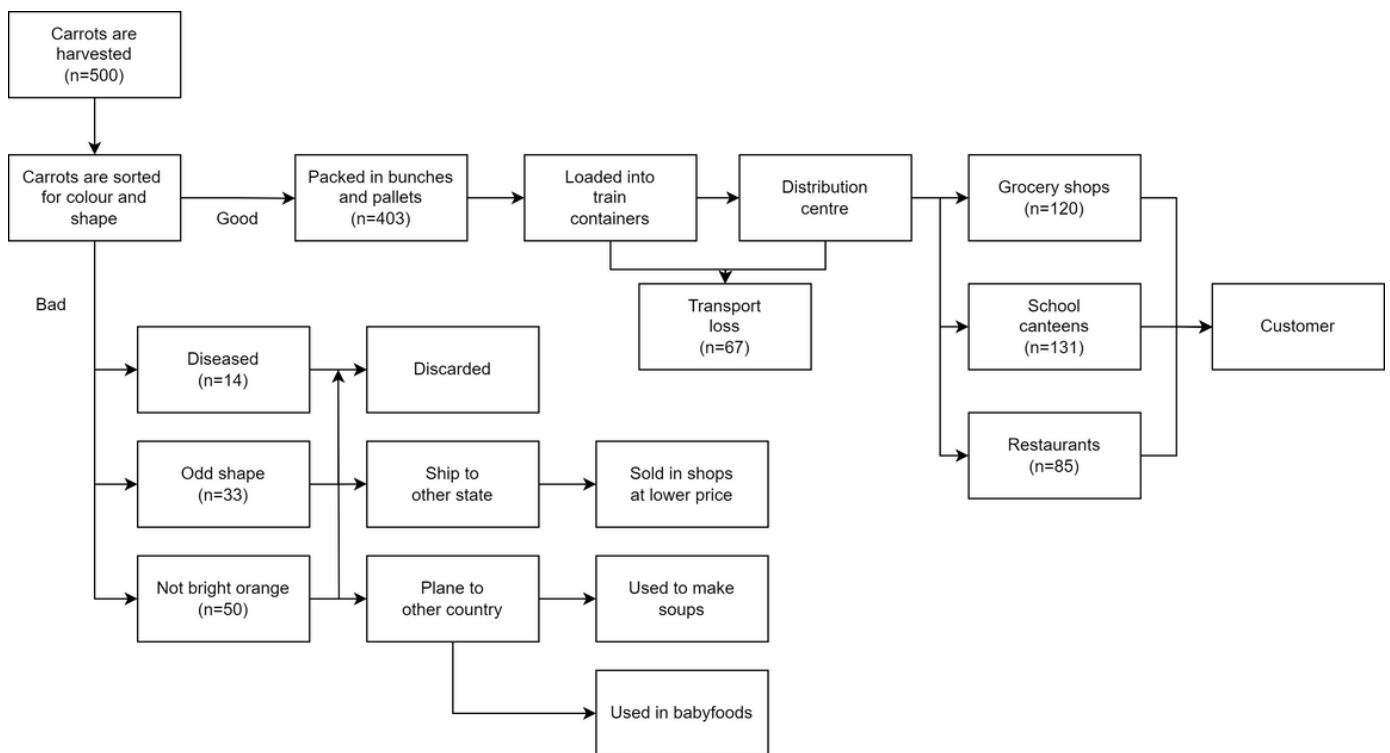 Carrots are
harvested
(n=500)
Carrots are sorted
for colour and
shape
Good
Packed in bunches
and pallets
(n=403)
Loaded into
train
containers
Distribution
centre
Grocery shops
(n=120)
Transport
loss
(n=67)
School
canteens
(n=131)
Customer
Restaurants
(n=85)
Bad
Diseased
(n=14)
Discarded
Odd shape
(n=33)
Ship to
other state
Sold in shops
at lower price
Not bright orange
(n=50)
Plane to
other country
Used to make
soups
Used in babyfoods